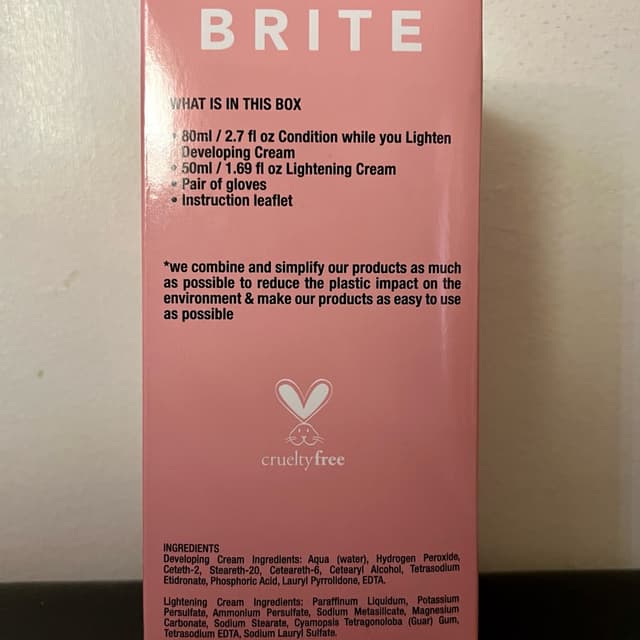 BRITE
WHAT IS IN THIS BOX
• 80ml / 2.7 fl oz Condition while you Lighten
Developing Cream
• 50ml / 1.69 fl oz Lightening Cream
• Pair of gloves
• Instruction leaflet
*we combine and simplify our products as much
as possible to reduce the plastic impact on the
environment & make our products as easy to use
as possible
crueltyfree
INGREDIENTS
Developing Cream Ingredients: Aqua (water), Hydrogen Peroxide,
Ceteth-2, Steareth-20, Ceteareth-6, Cetearyl Alcohol, Tetrasodium
Etidronate, Phosphoric Acid, Lauryl Pyrrolidone, EDTA.
Lightening Cream Ingredients: Paraffinum Liquidum, Potassium
Persulfate, Ammonium Persulfate, Sodium Metasilicate, Magnesium
Carbonate, Sodium Stearate, Cyamopsis Tetragonoloba (Guar) Gum,
Tetrasodium EDTA, Sodium Lauryl Sulfate.